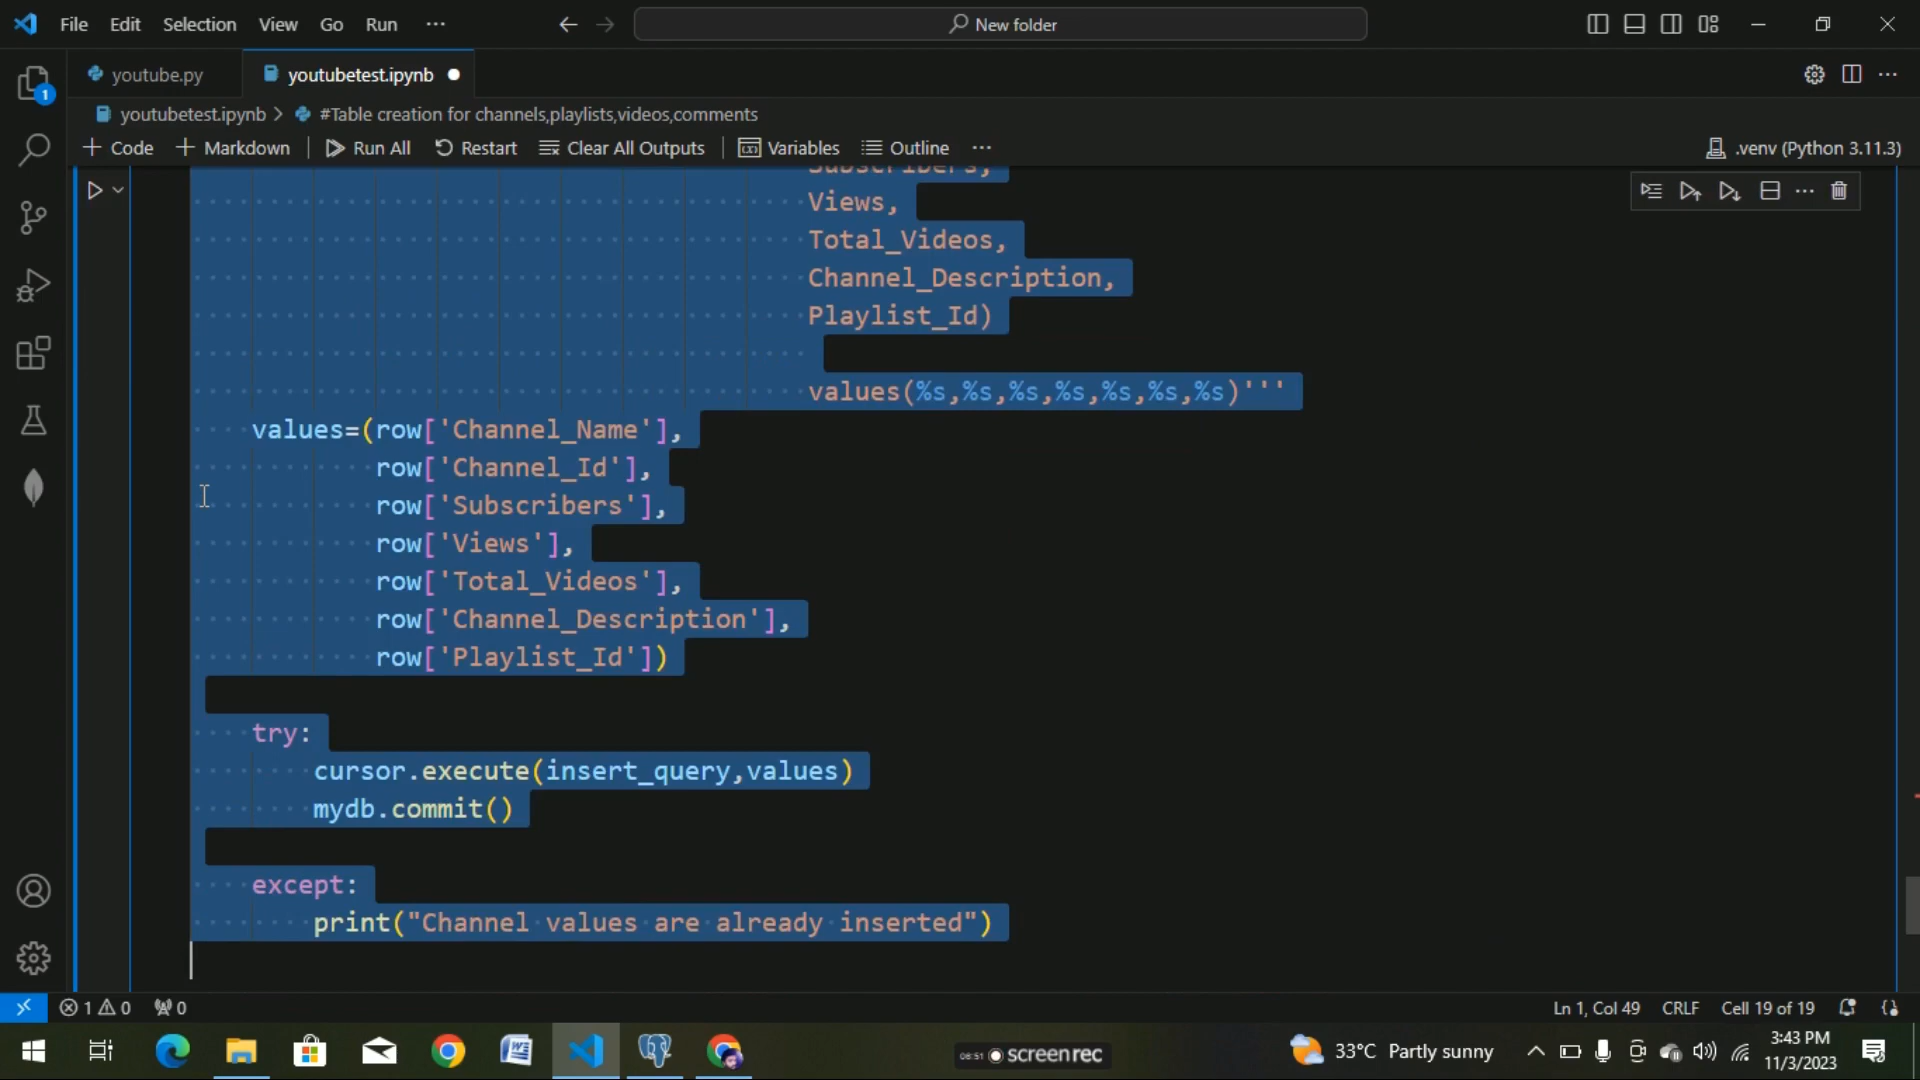 File Edit Selection View Go Run ··· New folder
youtube.py youtubetest.ipynb
youtubetest.ipynb > #Table creation for channels,playlists,videos,comments
+ Code + Markdown Run All Restart Clear All Outputs Variables Outline ··· .venv (Python 3.11.3)
1
Subscribers,
Views,
Total_Videos,
Channel_Description,
Playlist_Id)
values(%s,%s,%s,%s,%s,%s,%s)'''
values=(row['Channel_Name'],
row['Channel_Id'],
row['Subscribers'],
row['Views'],
row['Total_Videos'],
row['Channel_Description'],
row['Playlist_Id'])
try:
cursor.execute(insert_query,values)
mydb.commit()
except:
print("Channel values are already inserted")
1 0 0 Ln 1, Col 49 CRLF Cell 19 of 19
08:51 screenrec 33°C Partly sunny 3:43 PM
11/3/2023